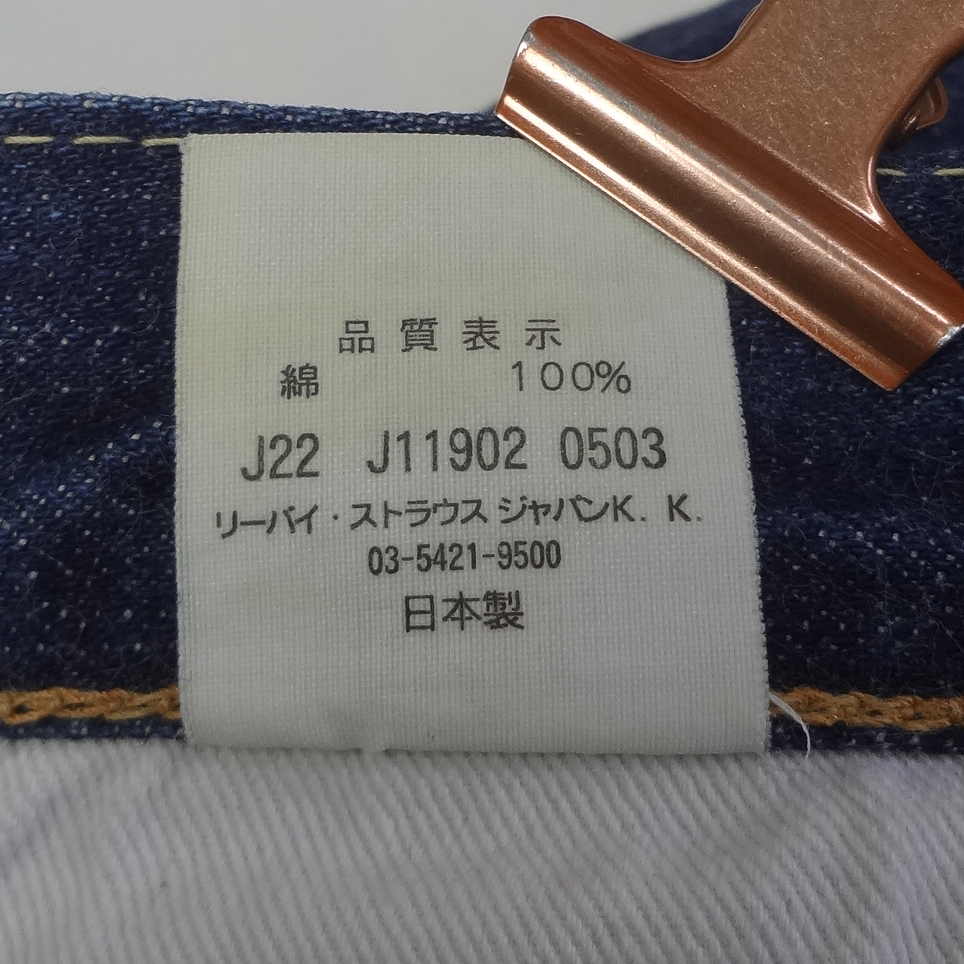 品質表示
綿 100%
J22 J11902 0503
リーバイ・ストラウス ジャパンK. K.
03-5421-9500
日本製